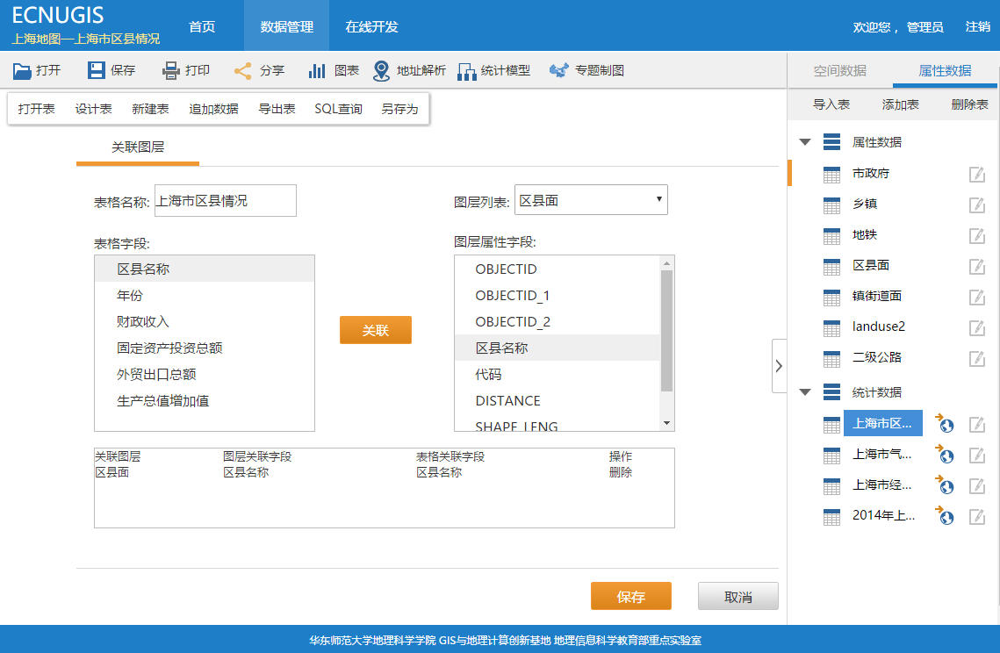 ECNUGIS
上海地图—上海市区县情况
首页
数据管理
在线开发
欢迎您， 管理员 注销
打开 保存 打印 分享 图表 地址解析 统计模型 专题制图
打开表 设计表 新建表 追加数据 导出表 SQL查询 另存为
关联图层
表格名称: 上海市区县情况
图层列表: 区县面
表格字段:
区县名称
年份
财政收入
固定资产投资总额
外贸出口总额
生产总值增加值
关联
图层属性字段:
OBJECTID
OBJECTID_1
OBJECTID_2
区县名称
代码
DISTANCE
SHAPE_LENG
关联图层 图层关联字段 表格关联字段 操作
区县面 区县名称 区县名称 删除
保存 取消
空间数据 属性数据
导入表 添加表 删除表
属性数据
市政府
乡镇
地铁
区县面
镇街道面
landuse2
二级公路
统计数据
上海市区...
上海市气...
上海市经...
2014年上...
华东师范大学地理科学学院 GIS与地理计算创新基地 地理信息科学教育部重点实验室